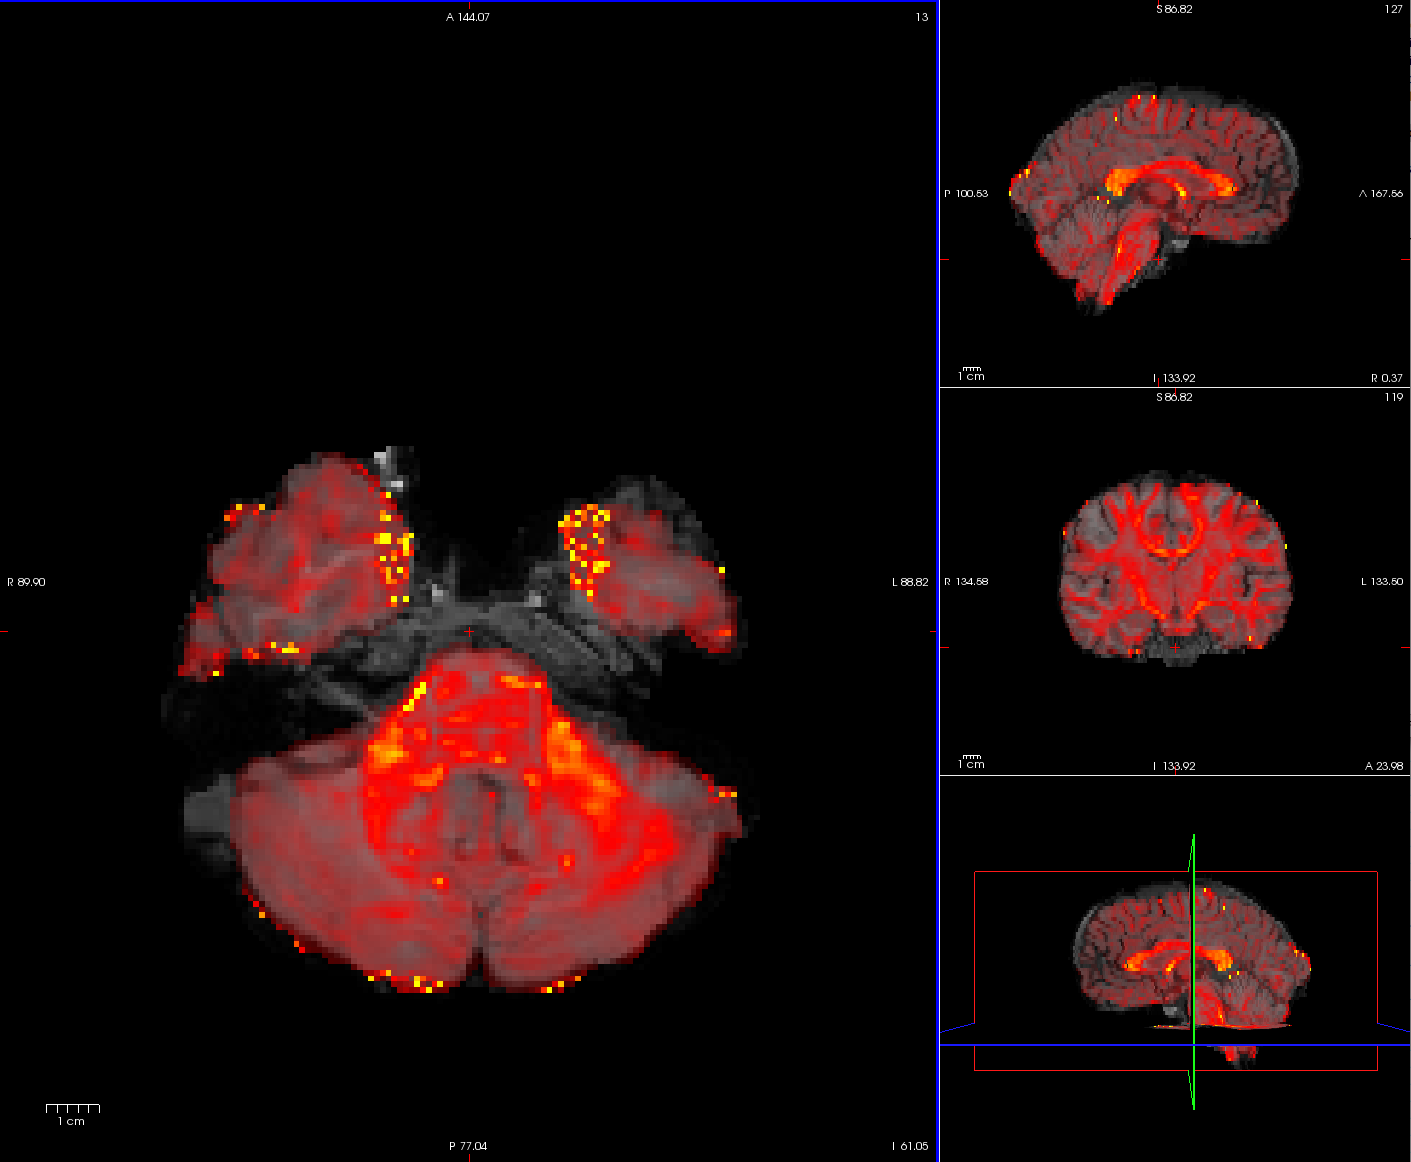 A 144.07
13
R 89.90
L 88.82
1 cm
P 77.04
I 61.05
S 86.82
127
P 100.53
A 167.56
1 cm
I 133.92
R 0.37
S 86.82
119
R 134.58
L 133.50
1 cm
I 133.92
A 23.98